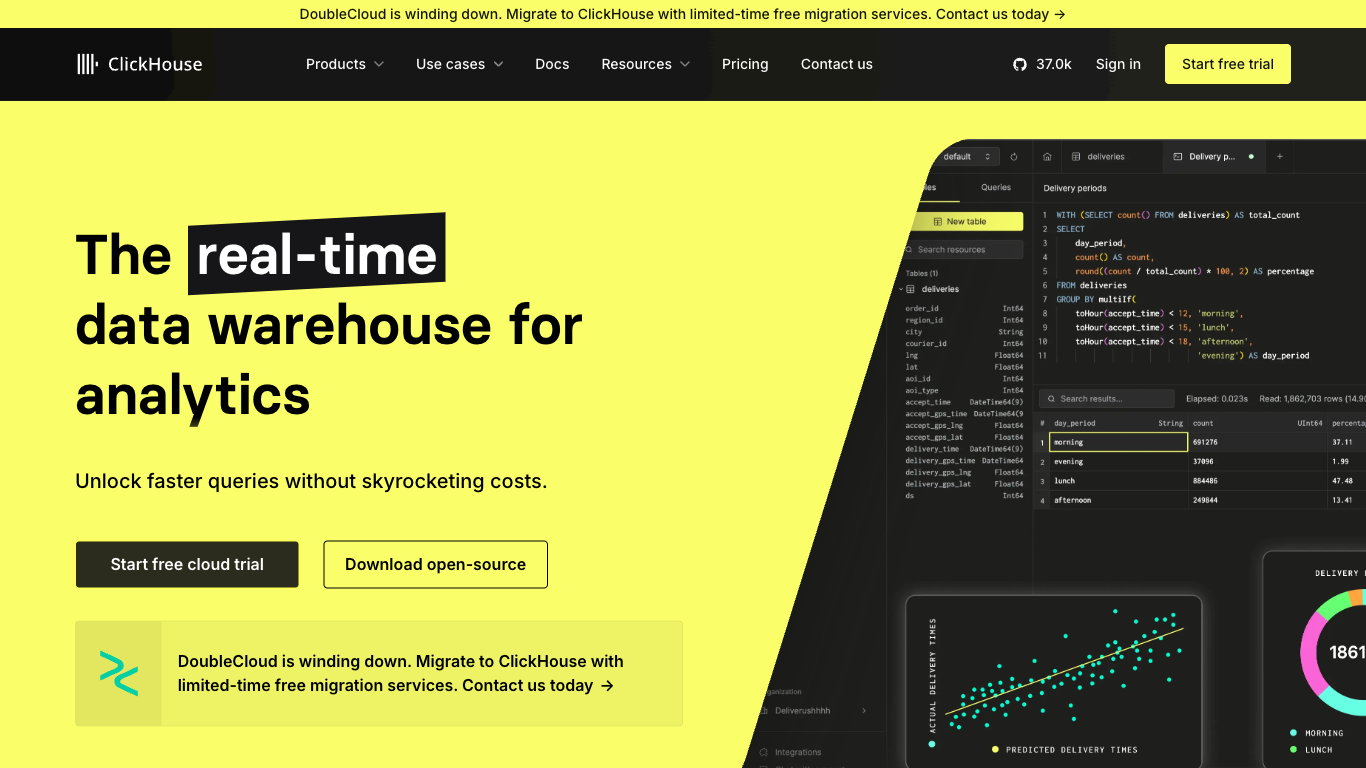 DoubleCloud is winding down. Migrate to ClickHouse with limited-time free migration services. Contact us today →
ClickHouse
Products
Use cases
Docs
Resources
Pricing
Contact us
37.0k
Sign in
Start free trial
The real-time
data warehouse for
analytics
Unlock faster queries without skyrocketing costs.
Start free cloud trial
Download open-source
DoubleCloud is winding down. Migrate to ClickHouse with
limited-time free migration services. Contact us today →
default
deliveries
Delivery p...
+
Queries
Delivery periods
New table
Search resources
Tables (1)
deliveries
order_id Int64
region_id Int64
city String
courier_id Int64
lng Float64
lat Float64
aoi_id Int64
aoi_type Int64
accept_time DateTime64(9)
accept_gps_time DateTime64(9
accept_gps_lng Float64
accept_gps_lat Float64
delivery_time DateTime64(9)
delivery_gps_time DateTime64(9
delivery_gps_lng Float64
delivery_gps_lat Float64
ds Int64
1 WITH (SELECT count() FROM deliveries) AS total_count
2 SELECT
3 day_period,
4 count() AS count,
5 round((count / total_count) * 100, 2) AS percentage
6 FROM deliveries
7 GROUP BY multiIf(
8 toHour(accept_time) < 12, 'morning',
9 toHour(accept_time) < 15, 'lunch',
10 toHour(accept_time) < 18, 'afternoon',
11 'evening') AS day_period
Search results...
Elapsed: 0.023s
Read: 1,862,703 rows (14.90
# day_period String count UInt64 percenta
1 morning 691276 37.11
2 evening 37096 1.99
3 lunch 884486 47.48
4 afternoon 249844 13.41
Deliverushhhh
Integrations
ACTUAL DELIVERY TIMES
PREDICTED DELIVERY TIMES
DELIVERY
1861
MORNING
LUNCH